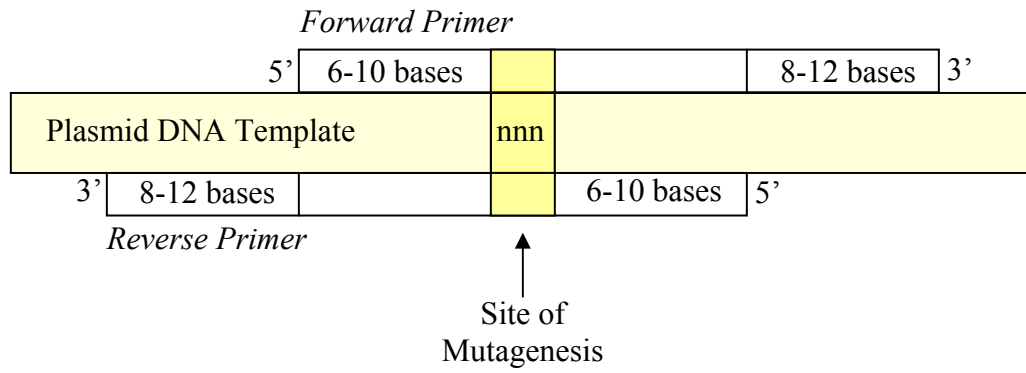 Forward Primer
5’ 6-10 bases 8-12 bases 3’
Plasmid DNA Template nnn
3’ 8-12 bases 6-10 bases 5’
Reverse Primer
Site of
Mutagenesis